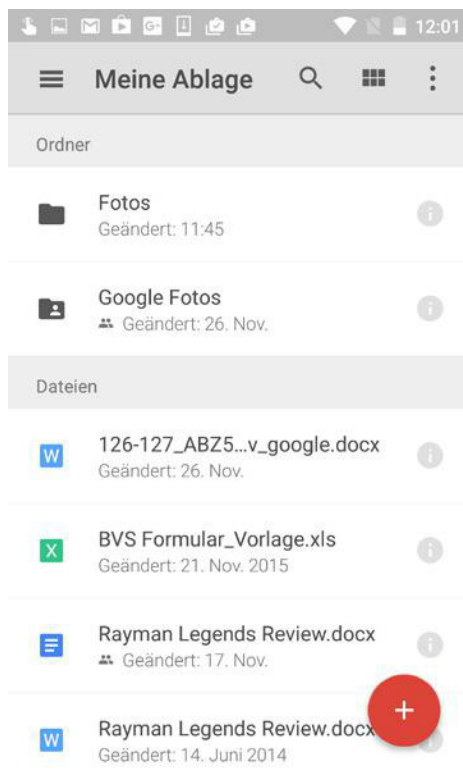 12:01
Meine Ablage
Ordner
Fotos
Geändert: 11:45
Google Fotos
Geändert: 26. Nov.
Dateien
126-127_ABZ5...v_google.docx
Geändert: 26. Nov.
BVS Formular_Vorlage.xls
Geändert: 21. Nov. 2015
Rayman Legends Review.docx
Geändert: 17. Nov.
Rayman Legends Review.docx
Geändert: 14. Juni 2014